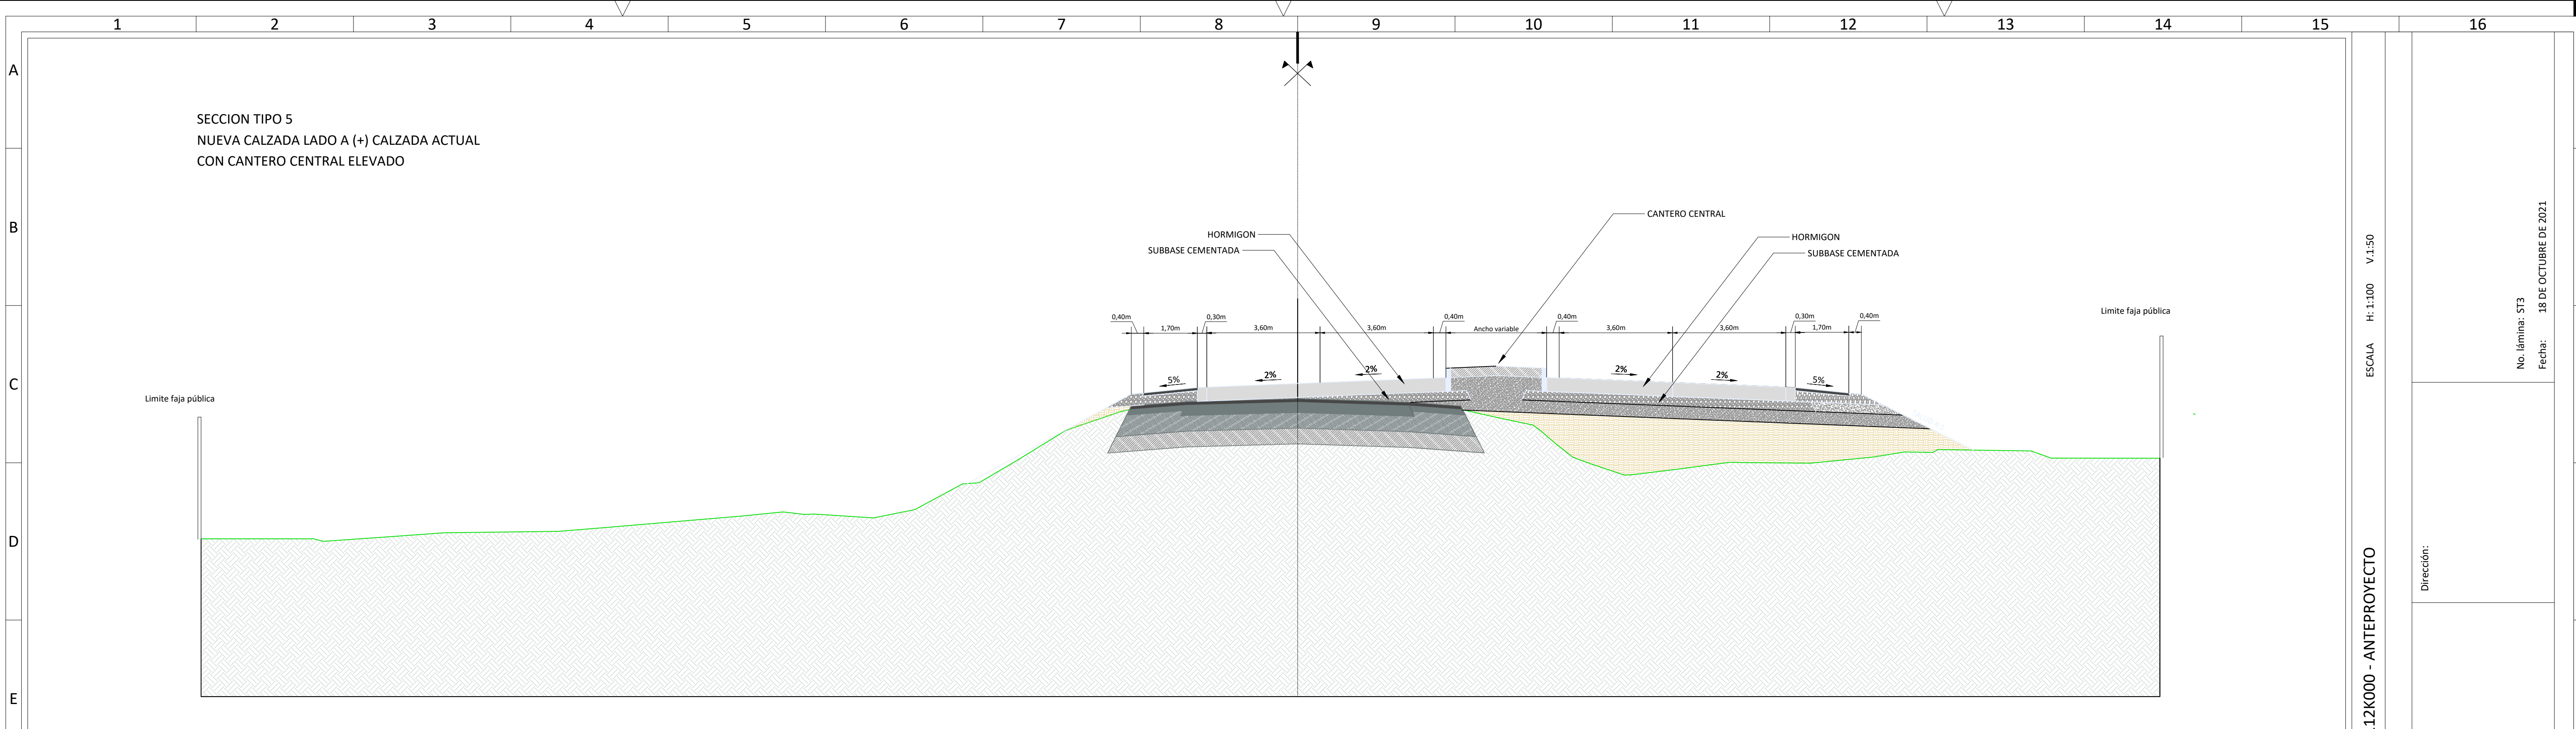 1 2 3 4 5 6 7 8 9 10 11 12 13 14 15 16
A
B
C
D
E
SECCION TIPO 5
NUEVA CALZADA LADO A (+) CALZADA ACTUAL
CON CANTERO CENTRAL ELEVADO
CANTERO CENTRAL
HORMIGON
SUBBASE CEMENTADA
HORMIGON
SUBBASE CEMENTADA
0,40m 1,70m 0,30m 3,60m 3,60m 0,40m Ancho variable 0,40m 3,60m 3,60m 0,30m 1,70m 0,40m
5% 2% 2% 2% 2% 5%
Limite faja pública
Limite faja pública
ESCALA H: 1:100 V.1:50
12K000 - ANTEPROYECTO
No. lámina: ST3
Fecha: 18 DE OCTUBRE DE 2021
Dirección: